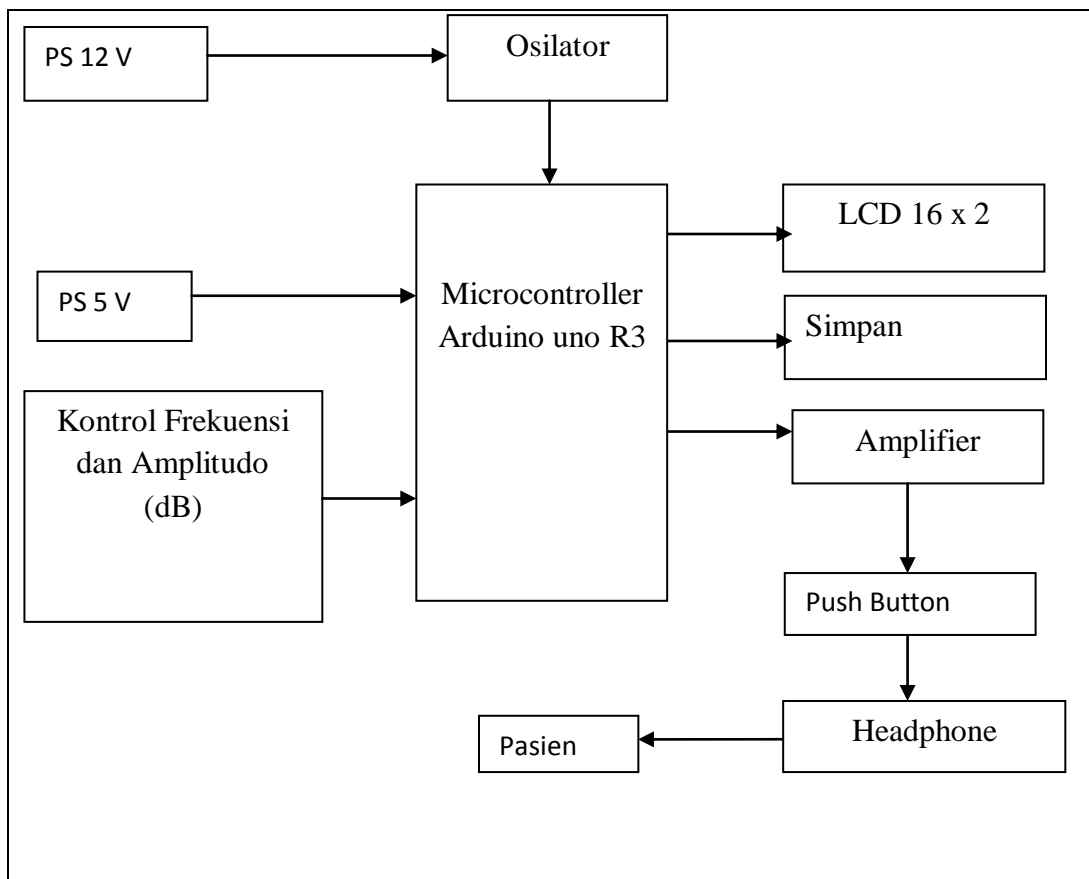 PS 12 V
Osilator
LCD 16 x 2
PS 5 V
Microcontroller
Arduino uno R3
Simpan
Kontrol Frekuensi
dan Amplitudo
(dB)
Amplifier
Push Button
Headphone
Pasien